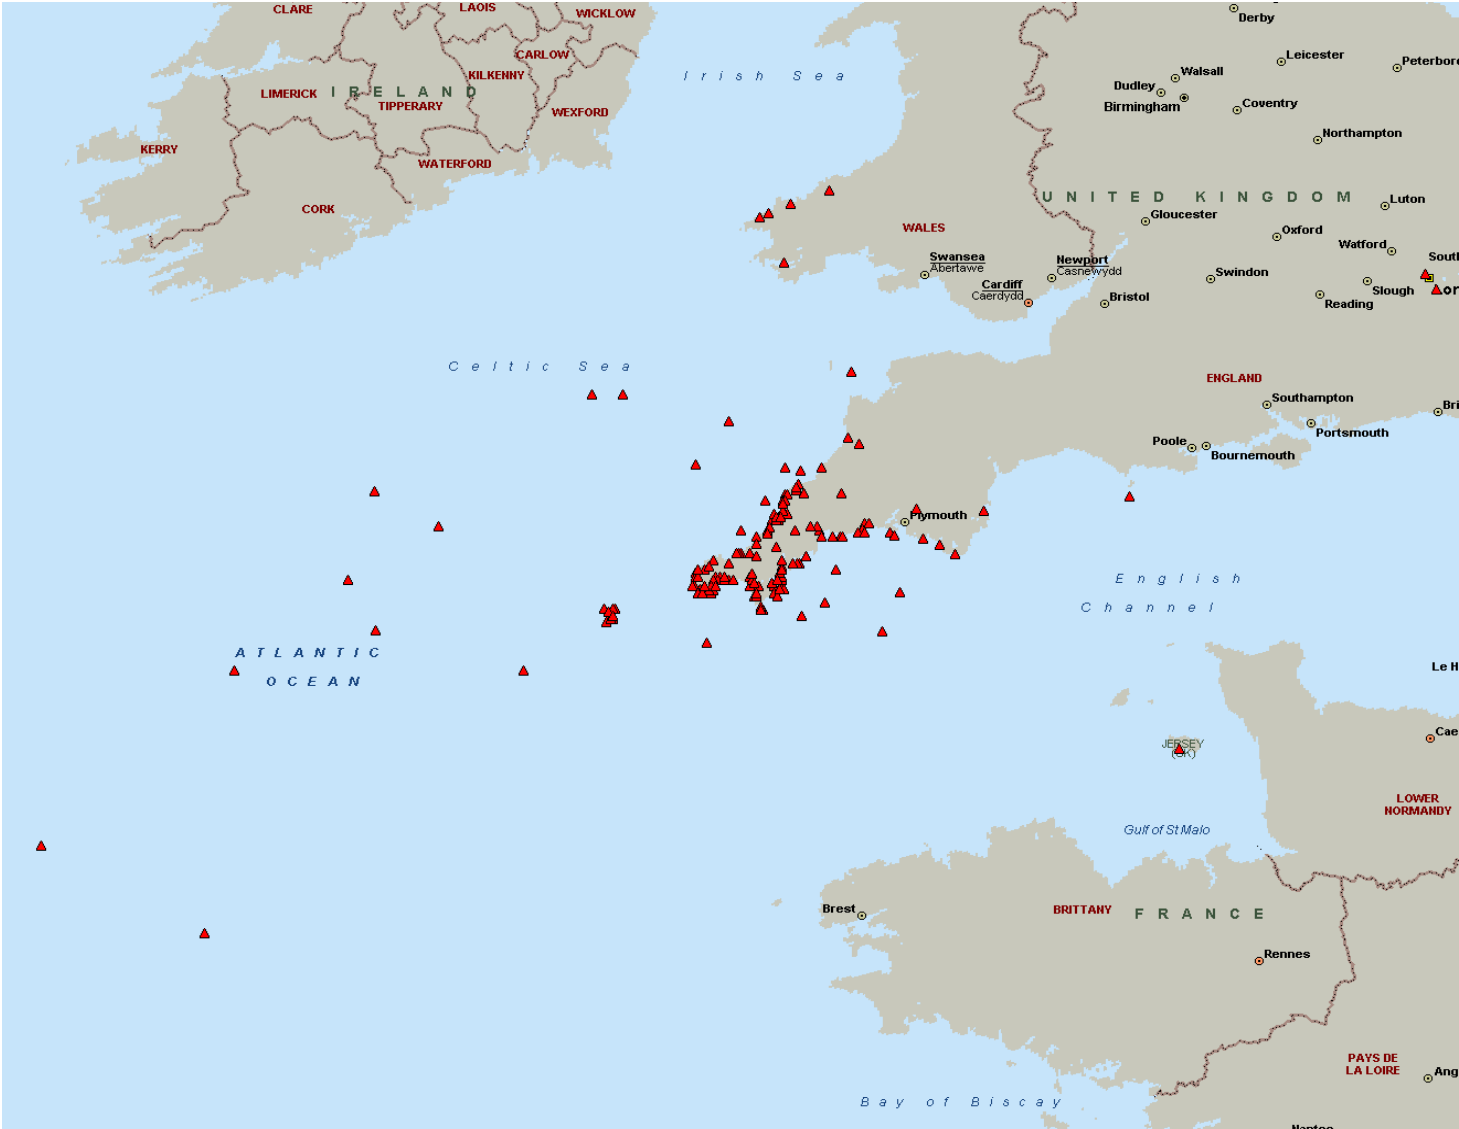 CLARE
LAOIS
WICKLOW
CARLOW
KILKENNY
LIMERICK
IRELAND
TIPPERARY
WEXFORD
KERRY
WATERFORD
CORK
Irish Sea
Derby
Leicester
Peterbor
Walsall
Dudley
Birmingham
Coventry
Northampton
UNITED KINGDOM
Luton
Gloucester
Oxford
Watford
WALES
Swansea
Abertawe
Newport
Casnewydd
Cardiff
Caerdydd
Bristol
Swindon
South
Slough
Reading
Celtic Sea
ENGLAND
Southampton
Bri
Portsmouth
Poole
Bournemouth
Plymouth
English
Channel
ATLANTIC
OCEAN
Le H
JERSEY
(UK)
Cae
LOWER
NORMANDY
Gulf of St Malo
Brest
BRITTANY
FRANCE
Rennes
PAYS DE
LA LOIRE
Ang
Bay of Biscay